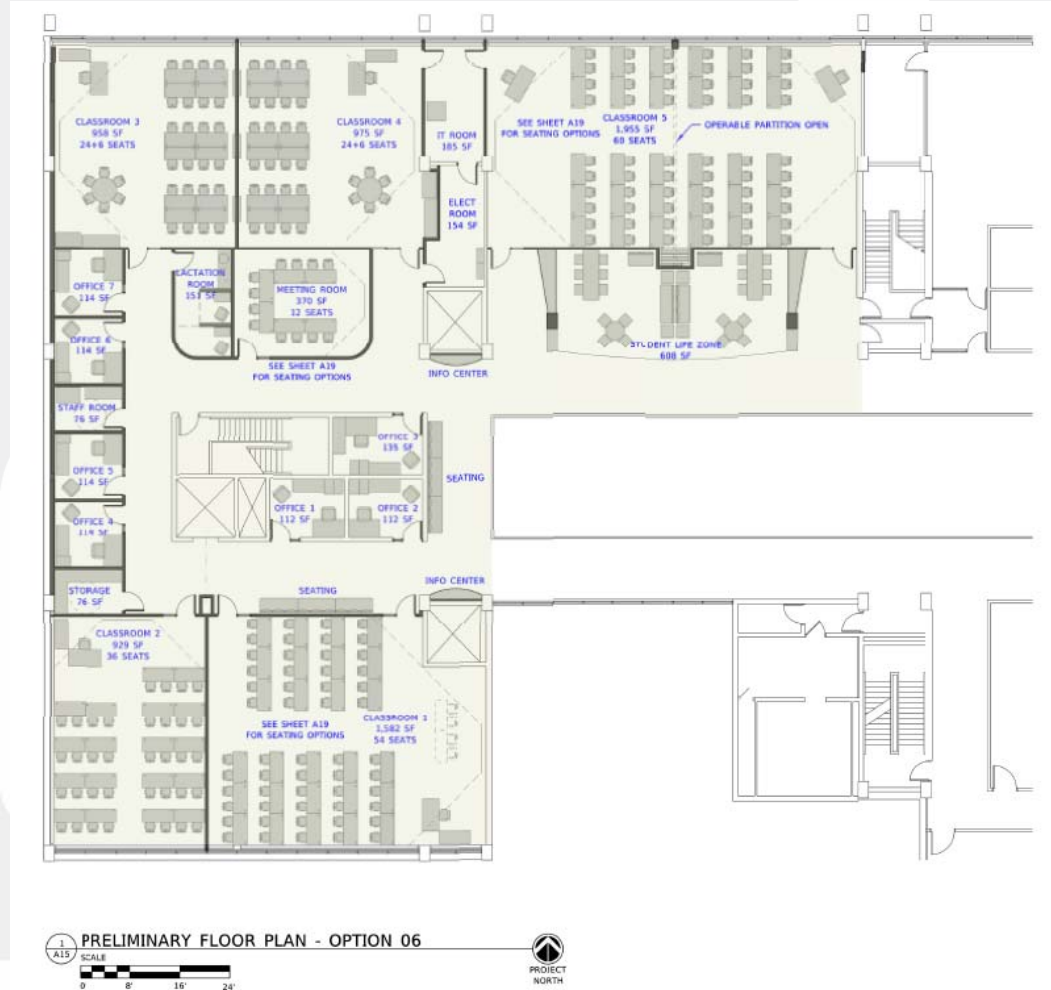 CLASSROOM 3
958 SF
24+6 SEATS
CLASSROOM 4
975 SF
24+6 SEATS
IT ROOM
185 SF
ELECT
ROOM
154 SF
SEE SHEET A19
FOR SEATING OPTIONS
CLASSROOM 5
1,955 SF
60 SEATS
OPERABLE PARTITION OPEN
OFFICE 7
114 SF
LACTATION
ROOM
151 SF
MEETING ROOM
370 SF
12 SEATS
SEE SHEET A19
FOR SEATING OPTIONS
INFO CENTER
STUDENT LIFE ZONE
608 SF
OFFICE 6
114 SF
STAFF ROOM
76 SF
OFFICE 5
114 SF
OFFICE 4
114 SF
STORAGE
76 SF
OFFICE 3
135 SF
OFFICE 1
112 SF
OFFICE 2
112 SF
SEATING
SEATING
INFO CENTER
CLASSROOM 2
929 SF
36 SEATS
SEE SHEET A19
FOR SEATING OPTIONS
CLASSROOM 1
1,582 SF
54 SEATS
1
A15
PRELIMINARY FLOOR PLAN - OPTION 06
SCALE
0 8' 16' 24'
PROJECT
NORTH